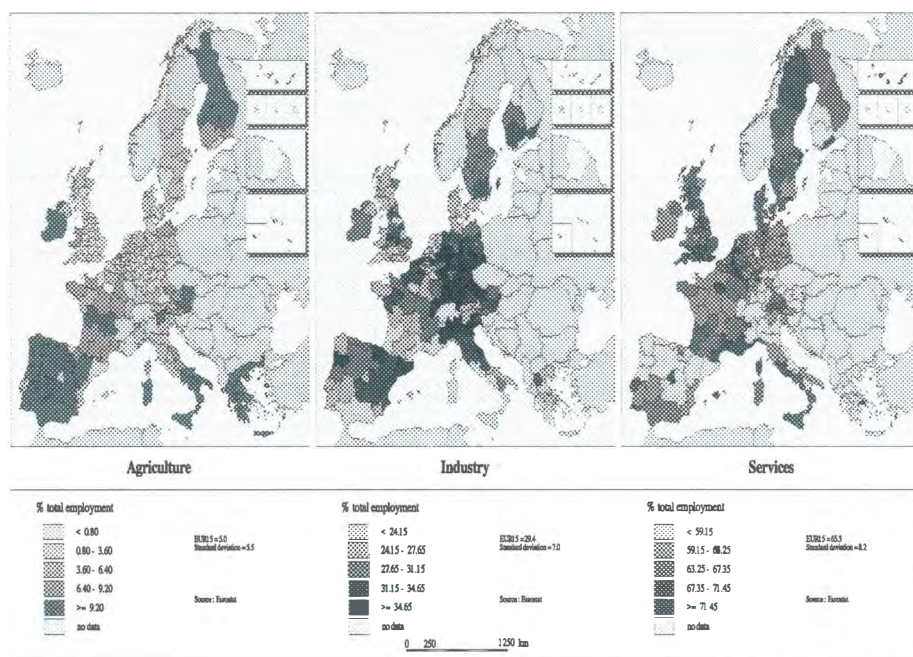 Agriculture
Industry
Services
% total employment
< 0.80
0.80 - 3.60
3.60 - 6.40
6.40 - 9.20
>= 9.20
no data
EUR15 = 5.0
Standard deviation = 5.5
Source : Eurostat
% total employment
< 24.15
24.15 - 27.65
27.65 - 31.15
31.15 - 34.65
>= 34.65
no data
EUR15 = 29.4
Standard deviation = 7.0
Source : Eurostat
0 250 1250 km
% total employment
< 59.15
59.15 - 68.25
63.25 - 67.35
67.35 - 71.45
>= 71.45
no data
EUR15 = 65.3
Standard deviation = 8.2
Source : Eurostat